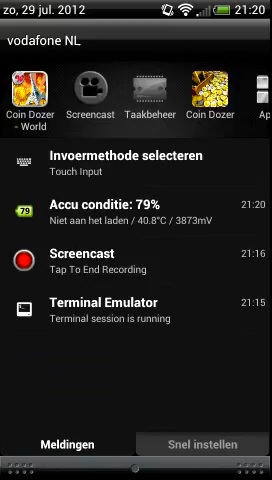 zo, 29 jul. 2012 21:20
vodafone NL
Coin Dozer - World
Screencast
Taakbeheer
Coin Dozer
Ap
Invoermethode selecteren
Touch Input
79
Accu conditie: 79% 21:20
Niet aan het laden / 40.8°C / 3873mV
Screencast 21:16
Tap To End Recording
Terminal Emulator 21:15
Terminal session is running
Meldingen Snel instellen